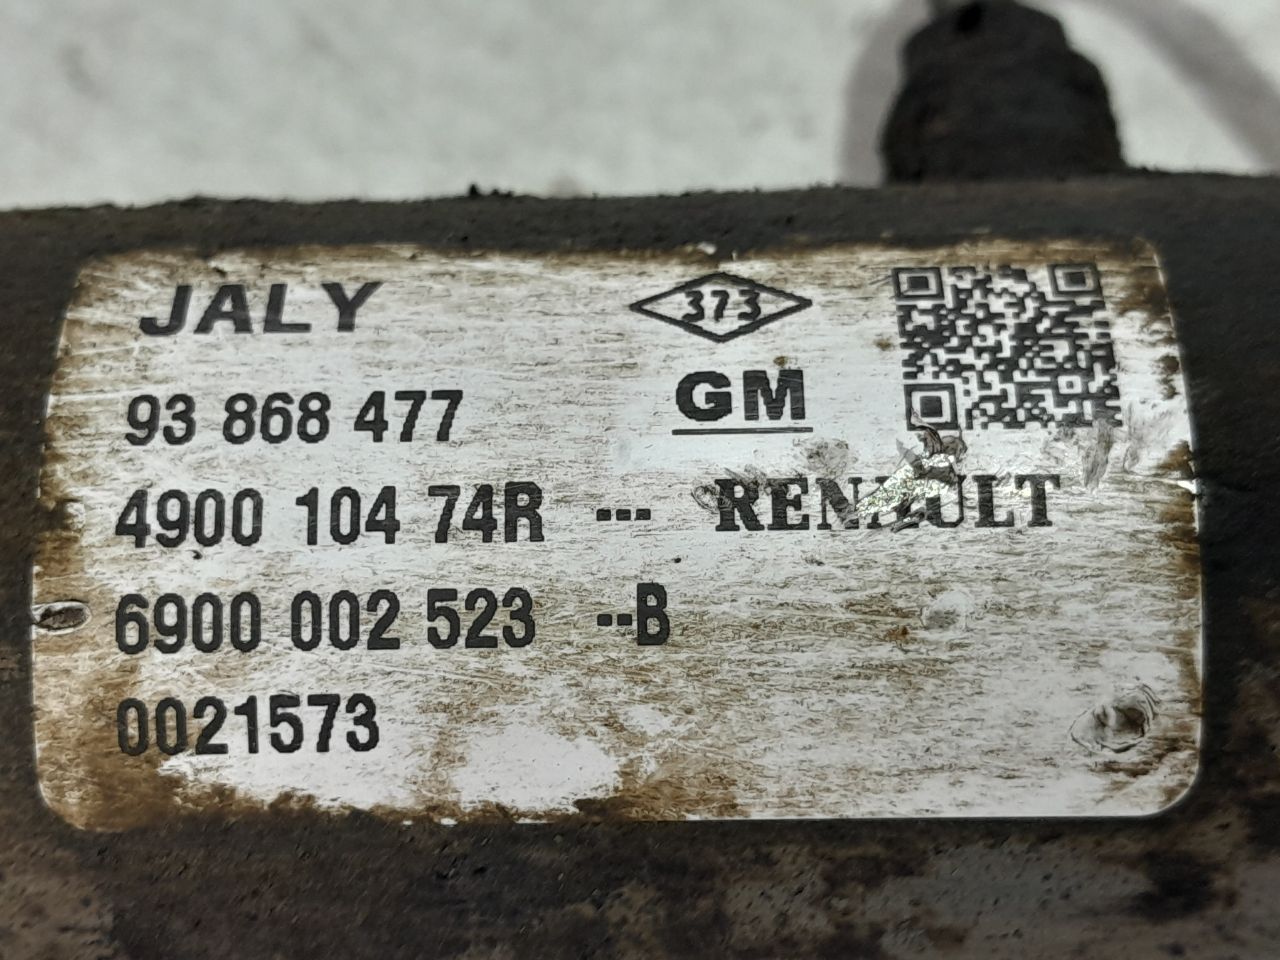 JALY 373
93 868 477 GM
4900 104 74R --- RENAULT
6900 002 523 --B
0021573